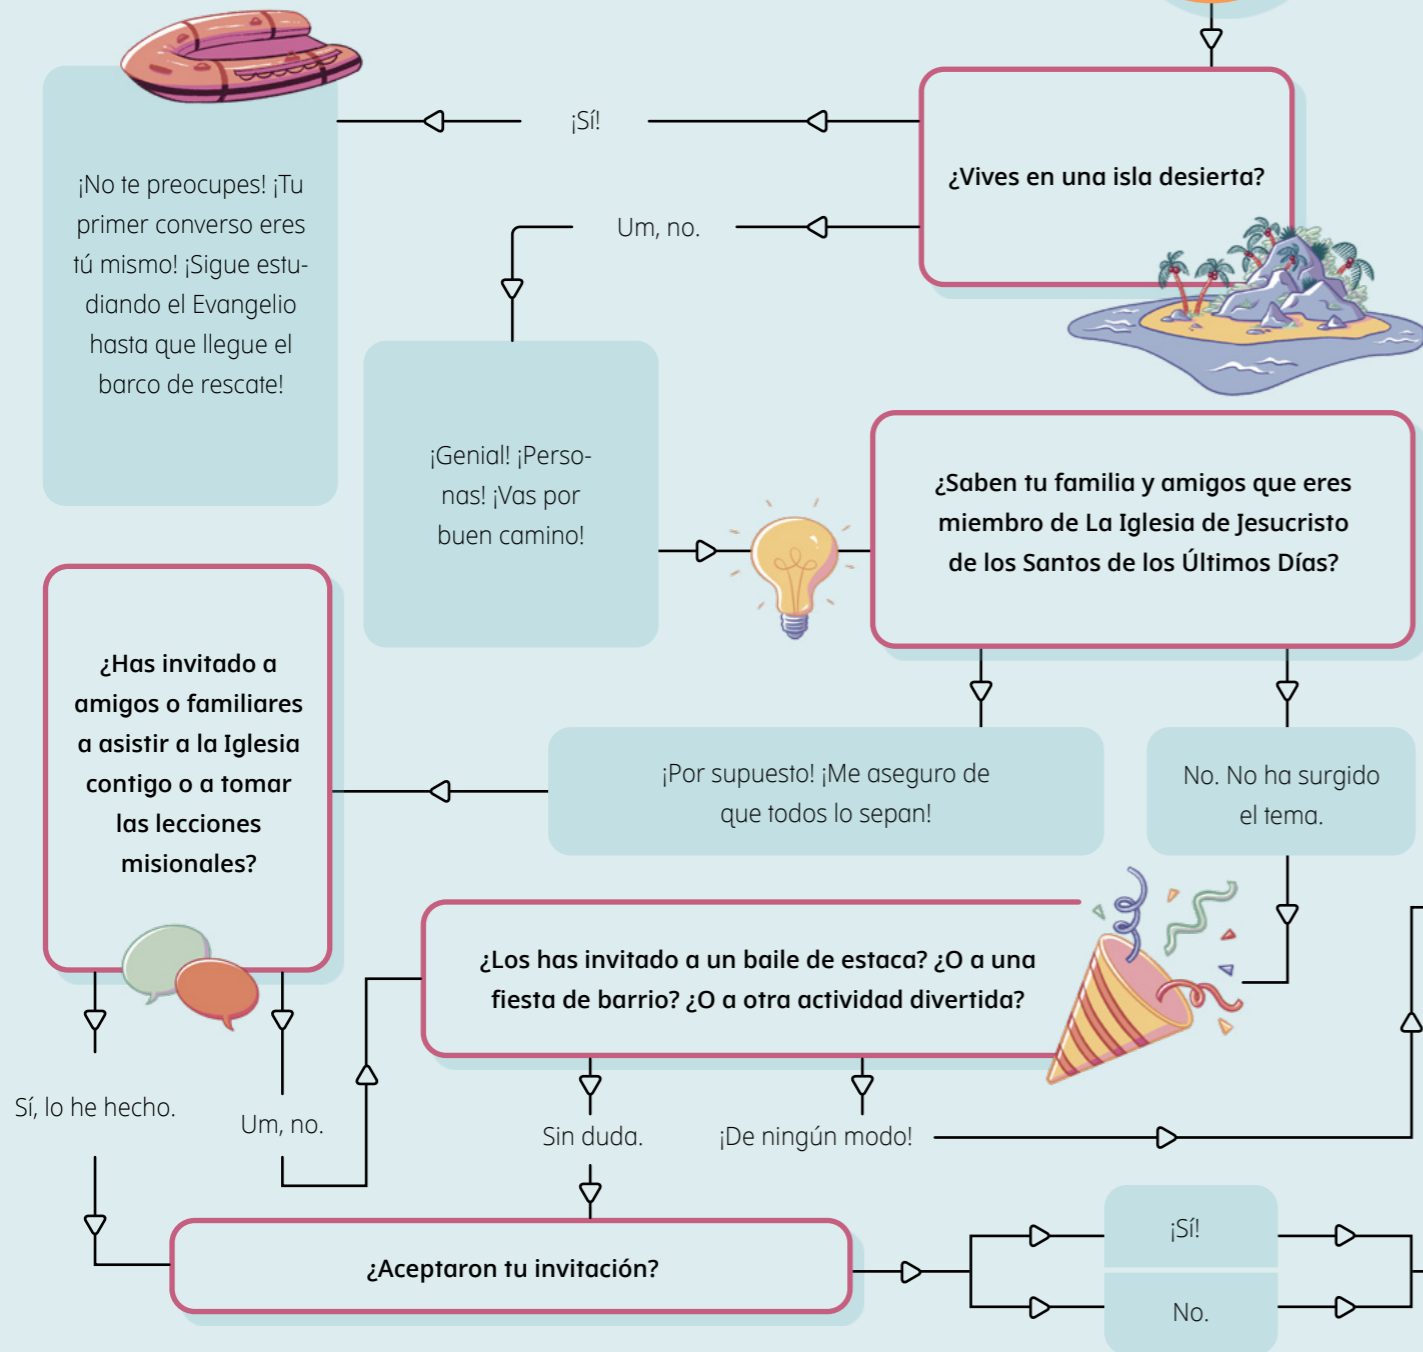 ¿Vives en una isla desierta?
¡Sí!
¡No te preocupes! ¡Tu
primer converso eres
tú mismo! ¡Sigue estu-
diando el Evangelio
hasta que llegue el
barco de rescate!
Um, no.
¡Genial! ¡Perso-
nas! ¡Vas por
buen camino!
¿Saben tu familia y amigos que eres
miembro de La Iglesia de Jesucristo
de los Santos de los Últimos Días?
¡Por supuesto! ¡Me aseguro de
que todos lo sepan!
No. No ha surgido
el tema.
¿Has invitado a
amigos o familiares
a asistir a la Iglesia
contigo o a tomar
las lecciones
misionales?
Sí, lo he hecho.
Um, no.
¿Los has invitado a un baile de estaca? ¿O a una
fiesta de barrio? ¿O a otra actividad divertida?
Sin duda.
¡De ningún modo!
¿Aceptaron tu invitación?
¡Sí!
No.